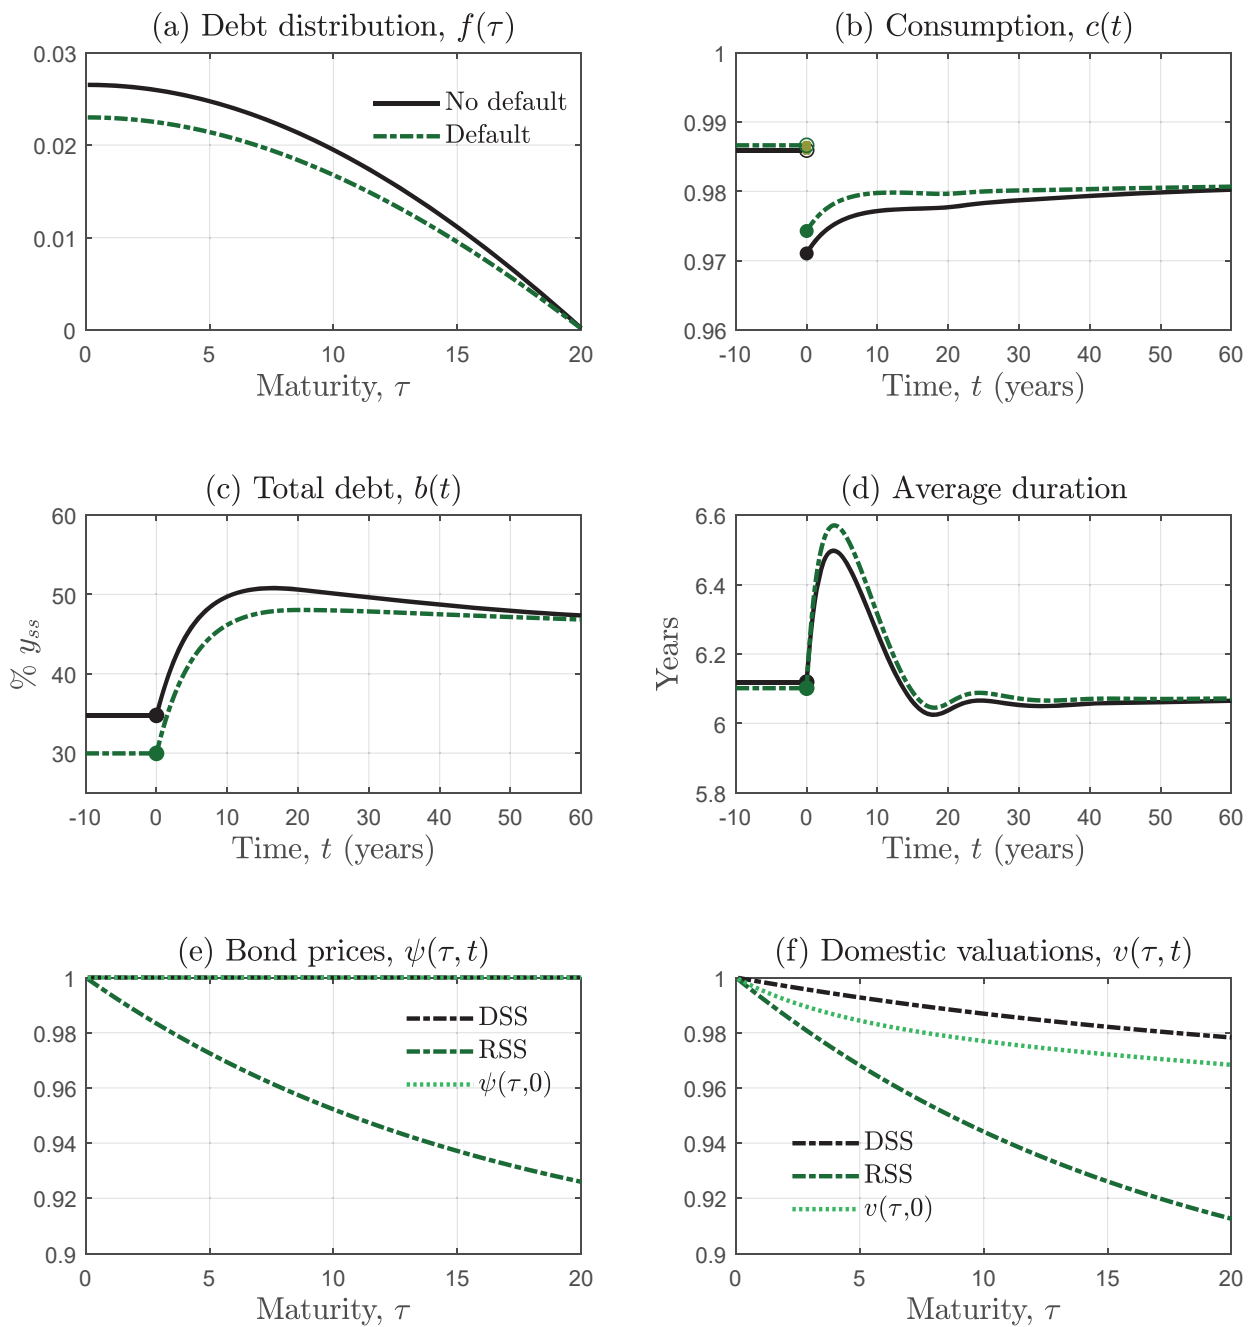 (a) Debt distribution, f(τ)
0.03
0.02
0.01
0
No default
Default
0 5 10 15 20
Maturity, τ
(b) Consumption, c(t)
1
0.99
0.98
0.97
0.96
-10 0 10 20 30 40 50 60
Time, t (years)
(c) Total debt, b(t)
% y_ss
60
50
40
30
-10 0 10 20 30 40 50 60
Time, t (years)
(d) Average duration
Years
6.6
6.4
6.2
6
5.8
-10 0 10 20 30 40 50 60
Time, t (years)
(e) Bond prices, ψ(τ, t)
1
0.98
0.96
0.94
0.92
0.9
DSS
RSS
ψ(τ,0)
0 5 10 15 20
Maturity, τ
(f) Domestic valuations, v(τ, t)
1
0.98
0.96
0.94
0.92
0.9
DSS
RSS
v(τ,0)
0 5 10 15 20
Maturity, τ